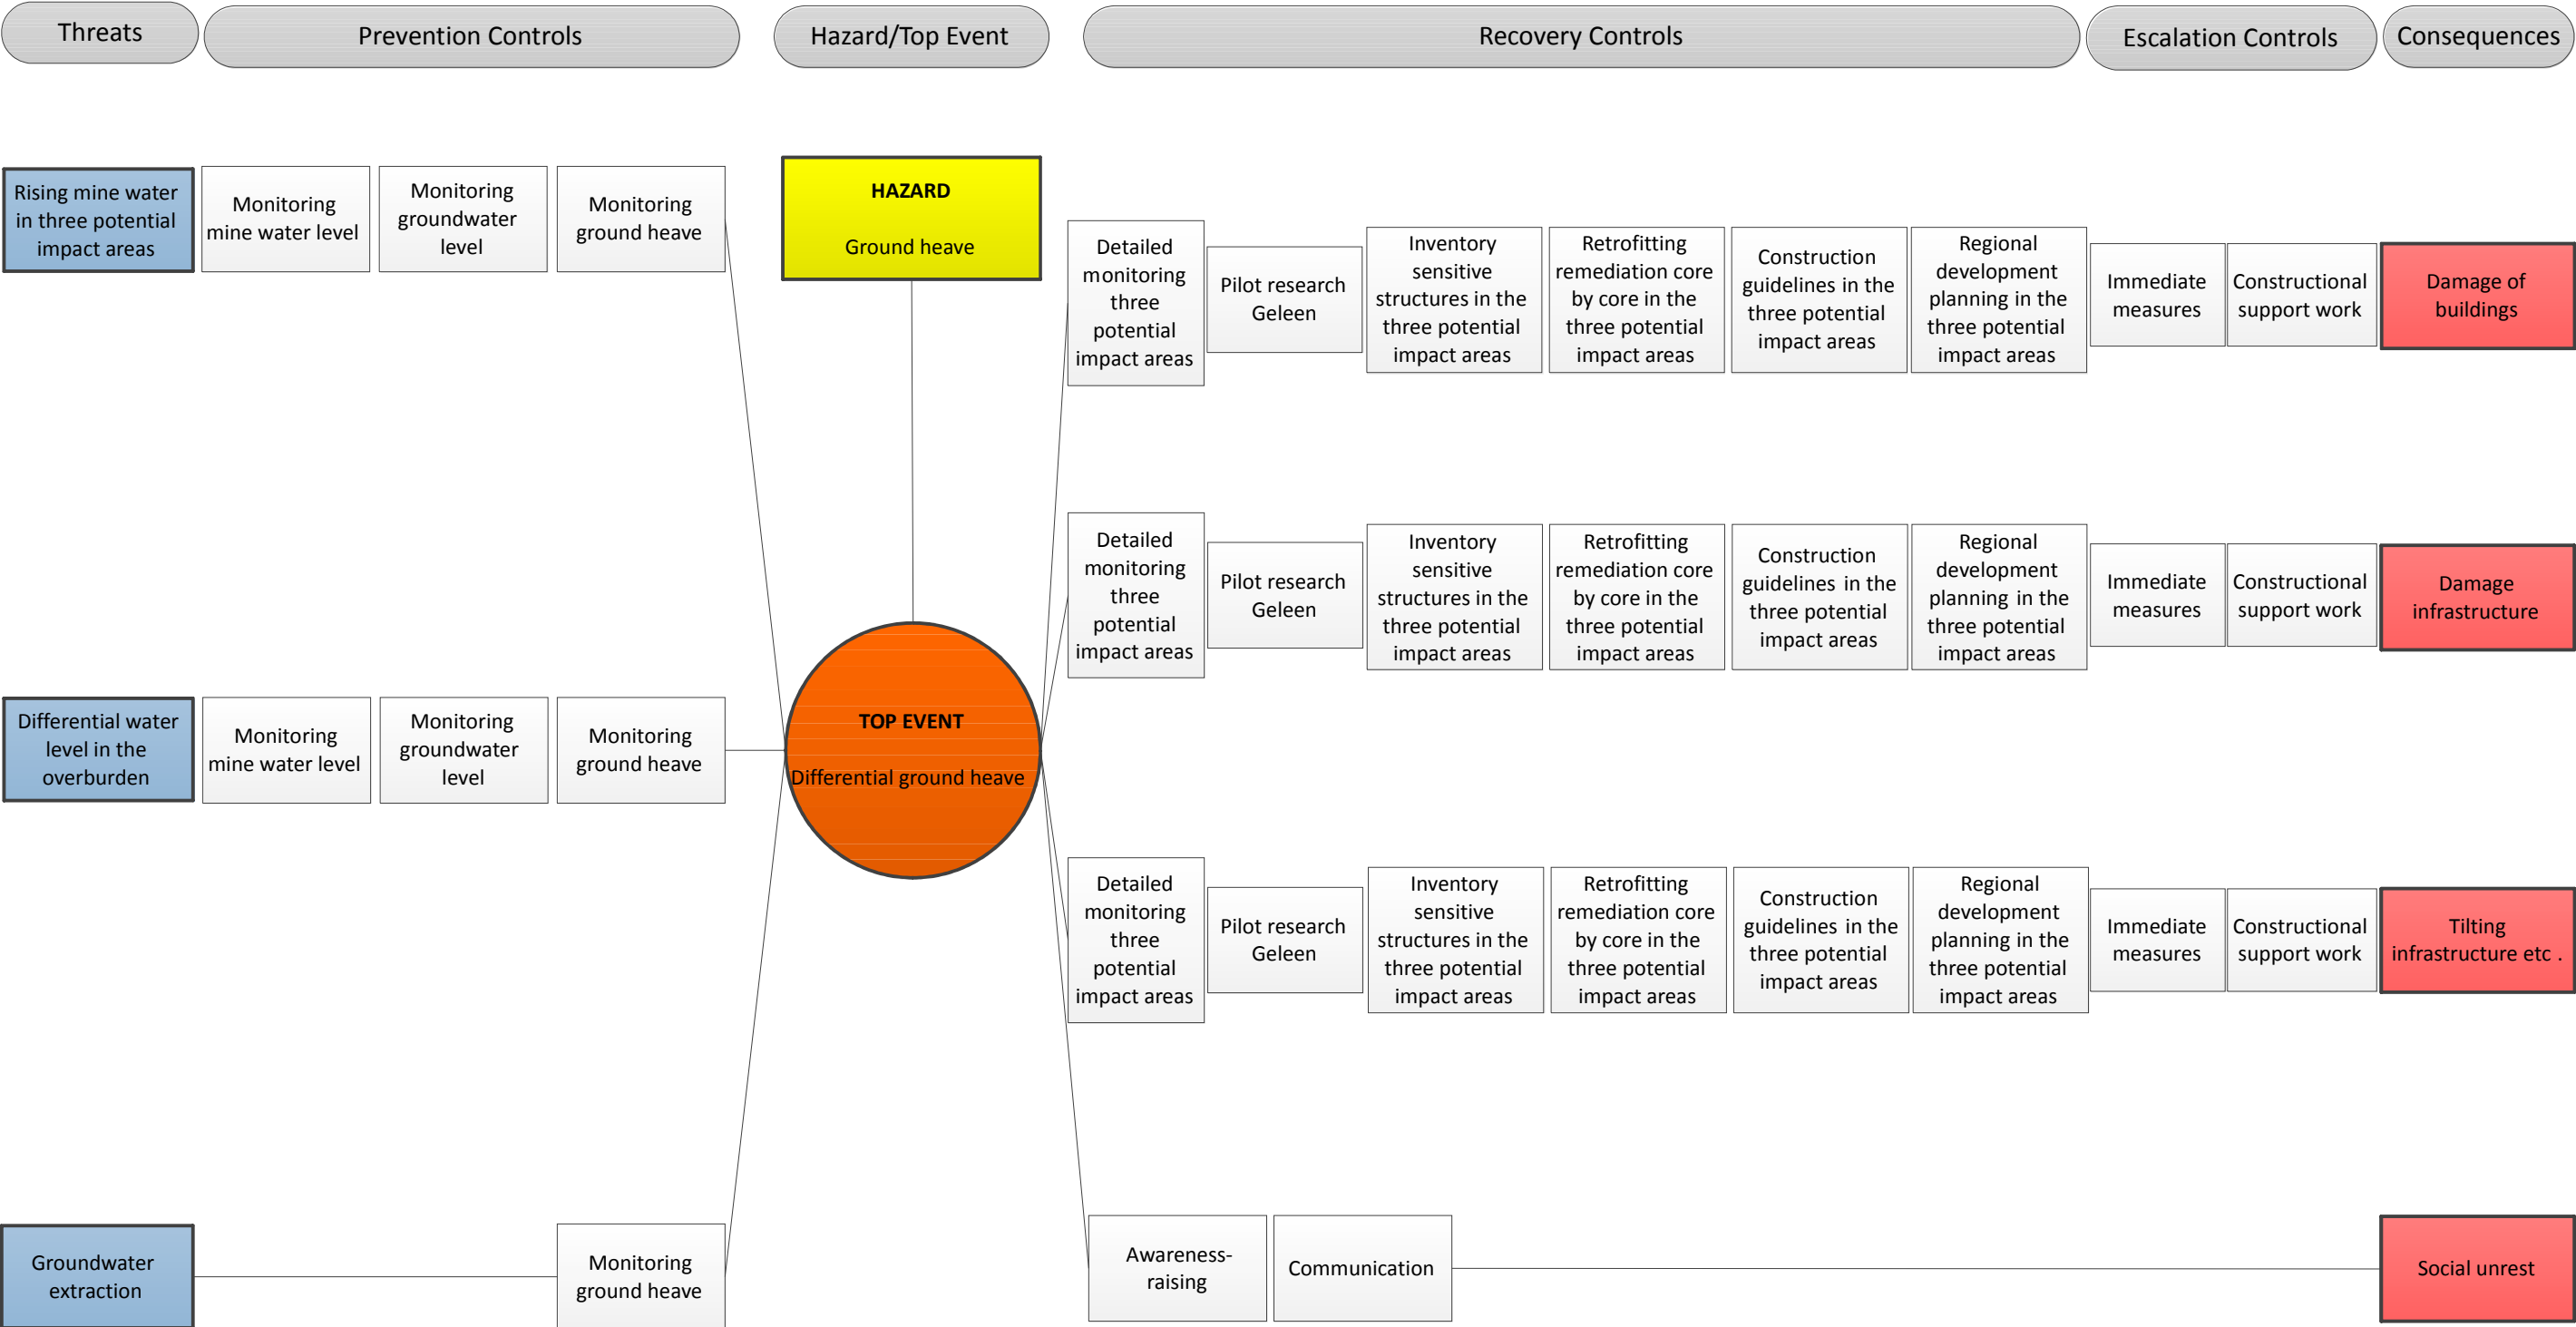 Threats
Prevention Controls
Hazard/Top Event
Recovery Controls
Escalation Controls
Consequences
Rising mine water
in three potential
impact areas
Monitoring
mine water level
Monitoring
groundwater
level
Monitoring
ground heave
HAZARD
Ground heave
Detailed
monitoring
three
potential
impact areas
Pilot research
Geleen
Inventory
sensitive
structures in the
three potential
impact areas
Retrofitting
remediation core
by core in the
three potential
impact areas
Construction
guidelines in the
three potential
impact areas
Regional
development
planning in the
three potential
impact areas
Immediate
measures
Constructional
support work
Damage of
buildings
Detailed
monitoring
three
potential
impact areas
Pilot research
Geleen
Inventory
sensitive
structures in the
three potential
impact areas
Retrofitting
remediation core
by core in the
three potential
impact areas
Construction
guidelines in the
three potential
impact areas
Regional
development
planning in the
three potential
impact areas
Immediate
measures
Constructional
support work
Damage
infrastructure
Differential water
level in the
overburden
Monitoring
mine water level
Monitoring
groundwater
level
Monitoring
ground heave
TOP EVENT
Differential ground heave
Detailed
monitoring
three
potential
impact areas
Pilot research
Geleen
Inventory
sensitive
structures in the
three potential
impact areas
Retrofitting
remediation core
by core in the
three potential
impact areas
Construction
guidelines in the
three potential
impact areas
Regional
development
planning in the
three potential
impact areas
Immediate
measures
Constructional
support work
Tilting
infrastructure etc .
Groundwater
extraction
Monitoring
ground heave
Awareness-
raising
Communication
Social unrest